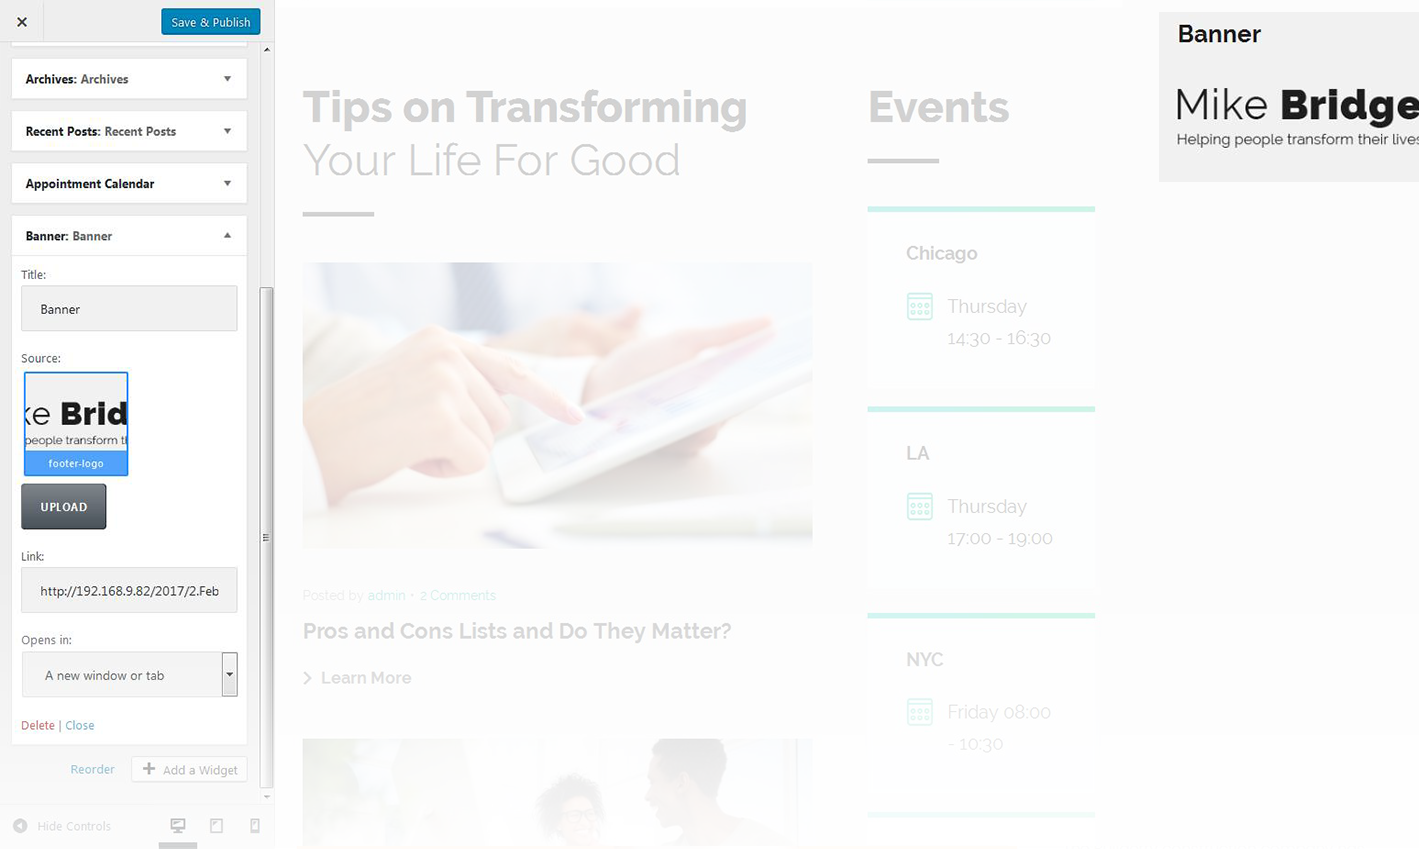 Save & Publish
Archives: Archives
Recent Posts: Recent Posts
Appointment Calendar
Banner: Banner
Title:
Banner
Source:
ke Brid
people transform th
footer-logo
UPLOAD
Link:
http://192.168.9.82/2017/2.Feb
Opens in:
A new window or tab
Delete | Close
Reorder
Add a Widget
Hide Controls
Tips on Transforming
Your Life For Good
Posted by admin • 2 Comments
Pros and Cons Lists and Do They Matter?
Learn More
Events
Chicago
Thursday
14:30 - 16:30
LA
Thursday
17:00 - 19:00
NYC
Friday 08:00
- 10:30
Banner
Mike Bridge
Helping people transform their lives